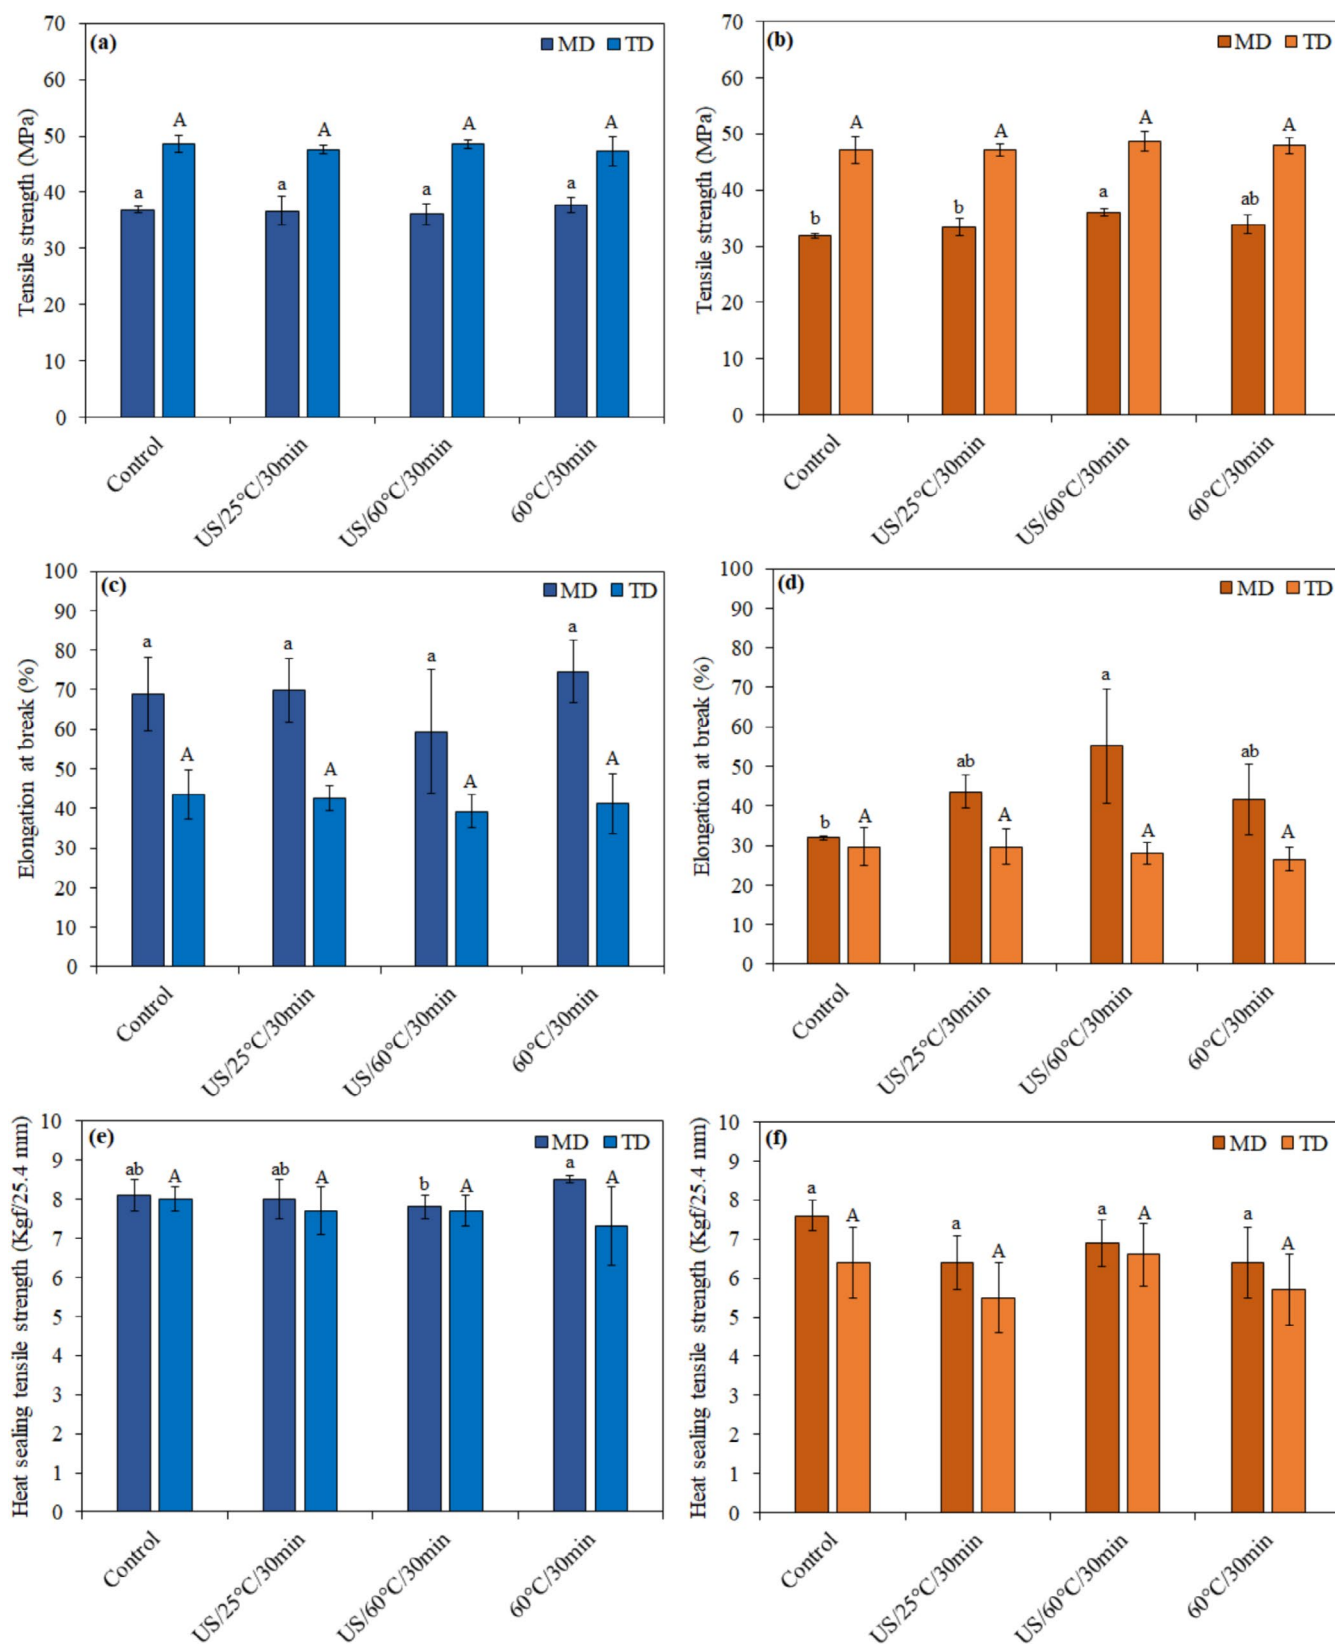 (a)
MD TD
Tensile strength (MPa)
70
60
50
40
30
20
10
0
a A a A a A a A
Control
US/25°C/30min
US/60°C/30min
60°C/30min
(b)
MD TD
Tensile strength (MPa)
70
60
50
40
30
20
10
0
b A b A a A ab A
Control
US/25°C/30min
US/60°C/30min
60°C/30min
(c)
MD TD
Elongation at break (%)
100
90
80
70
60
50
40
30
20
10
0
a A a A a A a A
Control
US/25°C/30min
US/60°C/30min
60°C/30min
(d)
MD TD
Elongation at break (%)
100
90
80
70
60
50
40
30
20
10
0
b A ab A a A ab A
Control
US/25°C/30min
US/60°C/30min
60°C/30min
(e)
MD TD
Heat sealing tensile strength (Kgf/25.4 mm)
10
9
8
7
6
5
4
3
2
1
0
ab A ab A b A a A
Control
US/25°C/30min
US/60°C/30min
60°C/30min
(f)
MD TD
Heat sealing tensile strength (Kgf/25.4 mm)
10
9
8
7
6
5
4
3
2
1
0
a A a A a A a A
Control
US/25°C/30min
US/60°C/30min
60°C/30min